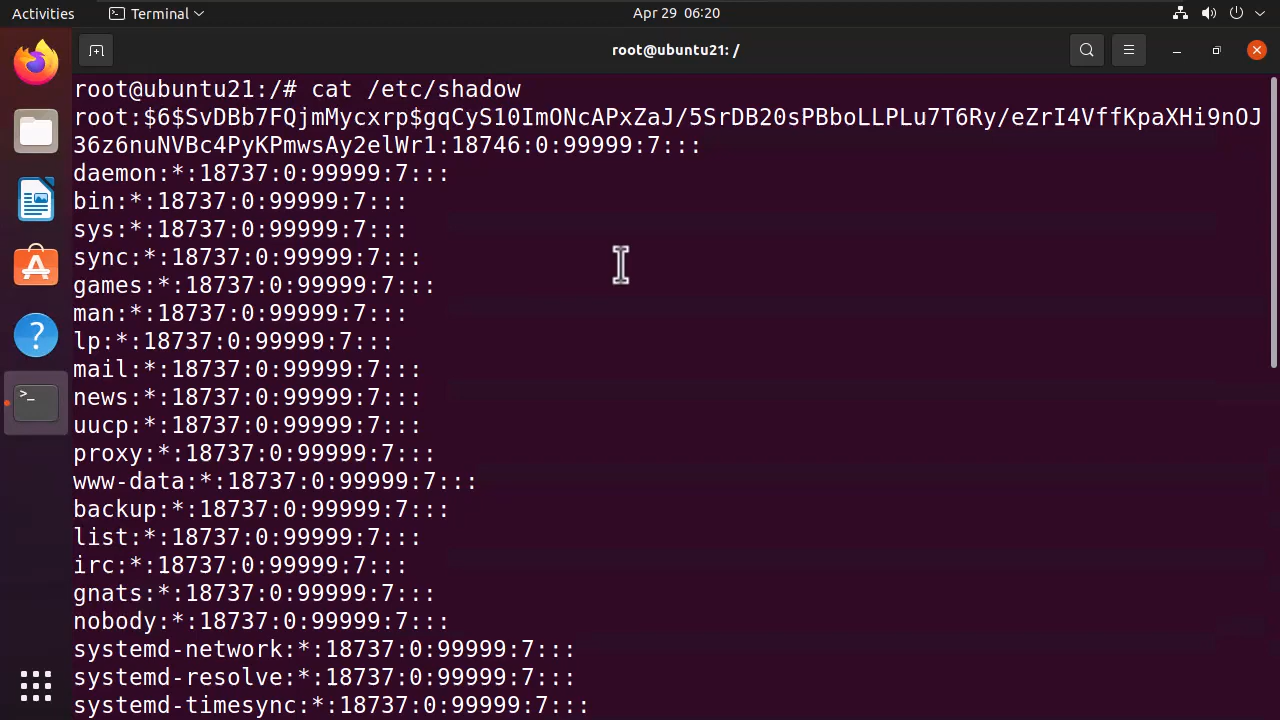 Activities
Terminal
Apr 29 06:20
root@ubuntu21: /
root@ubuntu21:/# cat /etc/shadow
root:$6$SvDBb7FQjmMycxrp$gqCyS10ImONcAPxZaJ/5SrDB20sPBboLLPLu7T6Ry/eZrI4VffKpaXHi9nOJ
36z6nuNVBc4PyKPmwsAy2elWr1:18746:0:99999:7:::
daemon:*:18737:0:99999:7:::
bin:*:18737:0:99999:7:::
sys:*:18737:0:99999:7:::
sync:*:18737:0:99999:7:::
games:*:18737:0:99999:7:::
man:*:18737:0:99999:7:::
lp:*:18737:0:99999:7:::
mail:*:18737:0:99999:7:::
news:*:18737:0:99999:7:::
uucp:*:18737:0:99999:7:::
proxy:*:18737:0:99999:7:::
www-data:*:18737:0:99999:7:::
backup:*:18737:0:99999:7:::
list:*:18737:0:99999:7:::
irc:*:18737:0:99999:7:::
gnats:*:18737:0:99999:7:::
nobody:*:18737:0:99999:7:::
systemd-network:*:18737:0:99999:7:::
systemd-resolve:*:18737:0:99999:7:::
systemd-timesync:*:18737:0:99999:7:::